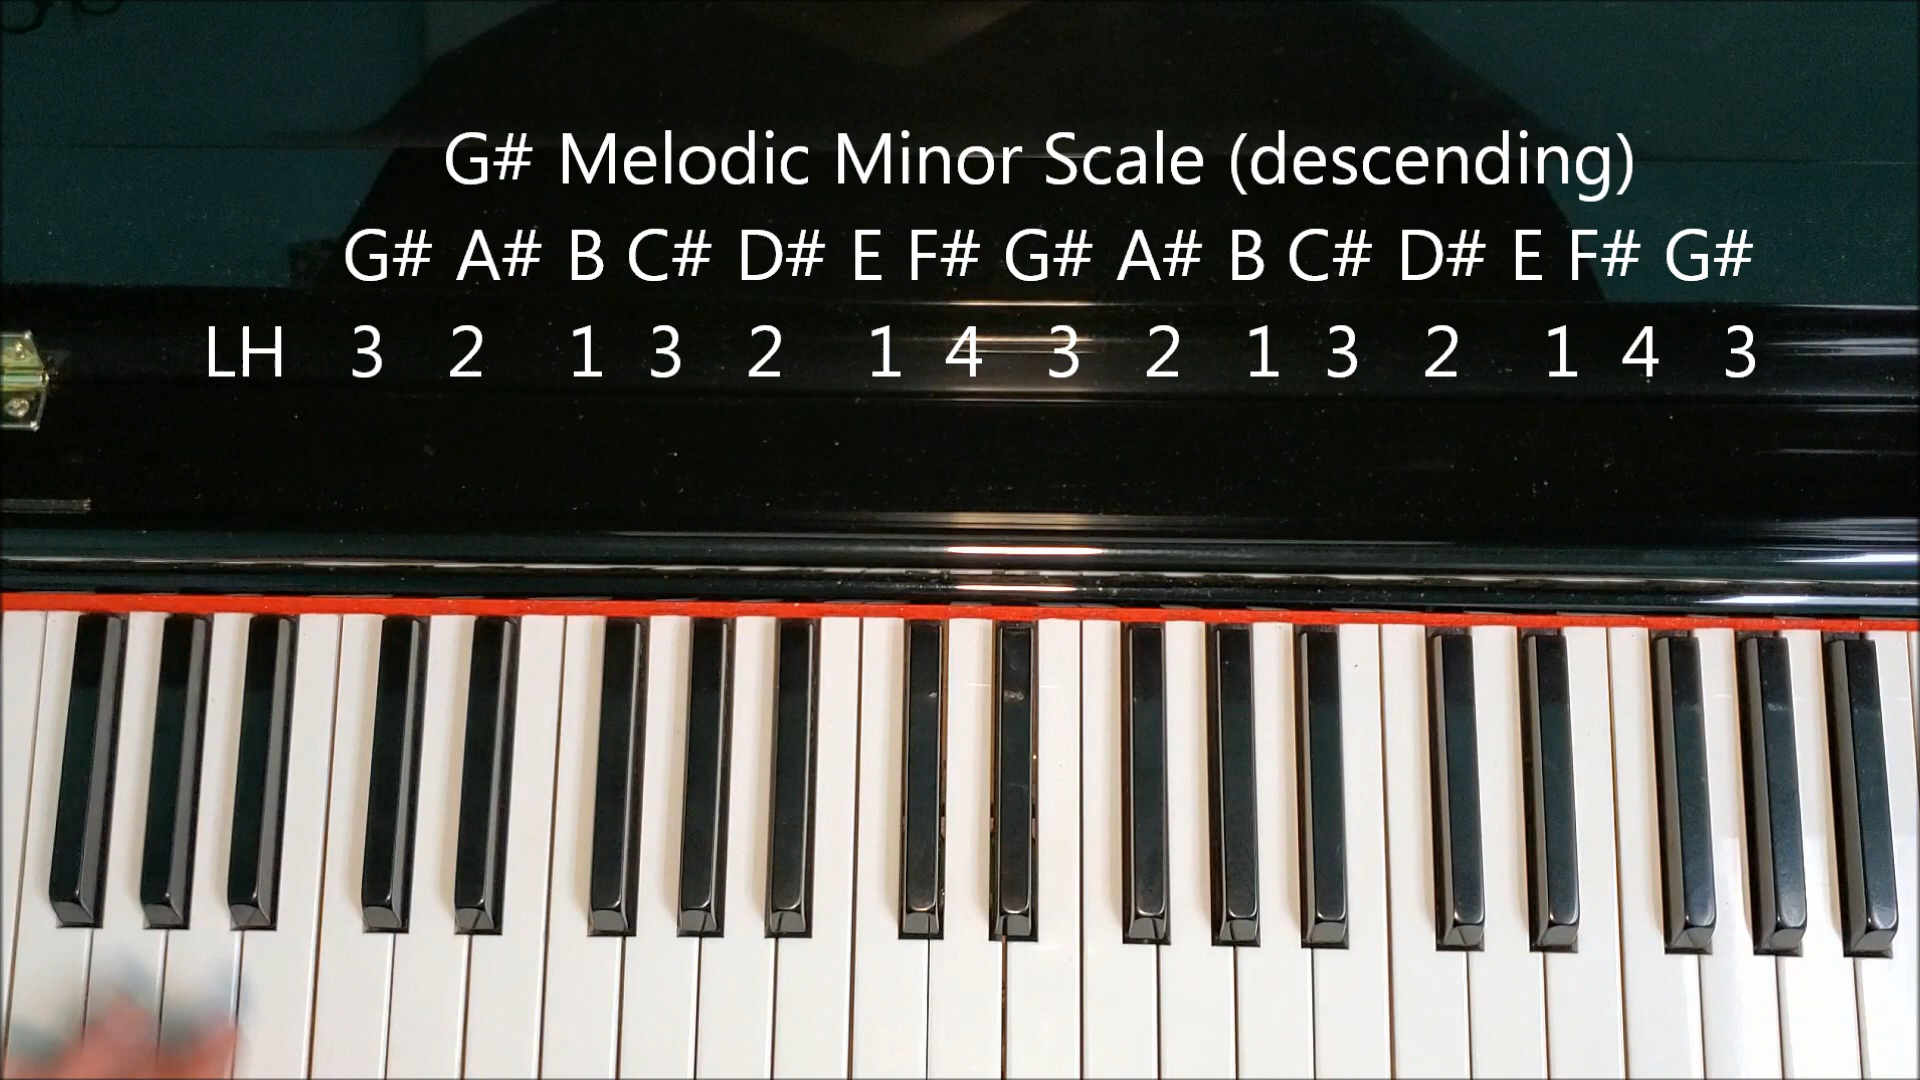 G# Melodic Minor Scale (descending)
G# A# B C# D# E F# G# A# B C# D# E F# G#
LH 3 2 1 3 2 1 4 3 2 1 3 2 1 4 3